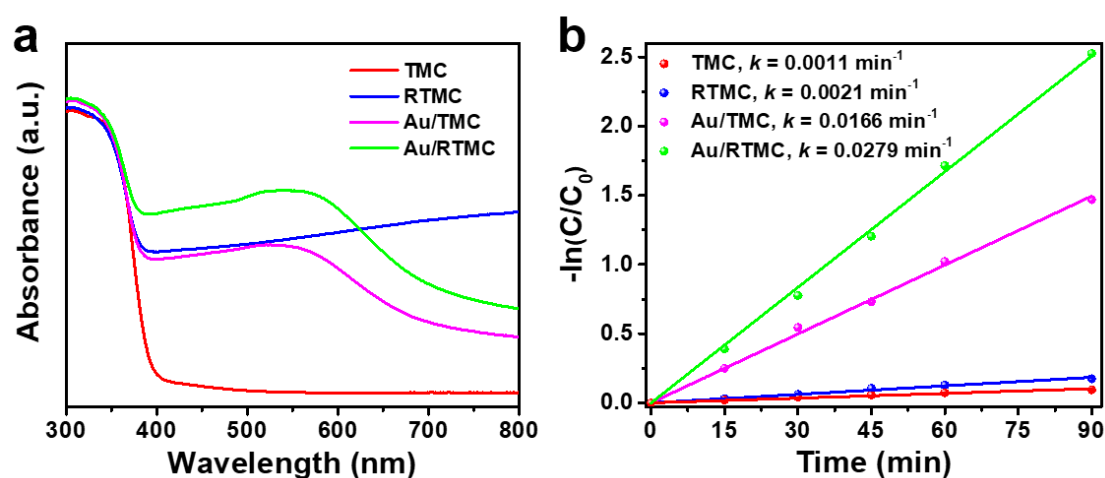 a
Absorbance (a.u.)
TMC
RTMC
Au/TMC
Au/RTMC
300 400 500 600 700 800
Wavelength (nm)
b
-ln(C/C₀)
2.5
2.0
1.5
1.0
0.5
0.0
TMC, k = 0.0011 min⁻¹
RTMC, k = 0.0021 min⁻¹
Au/TMC, k = 0.0166 min⁻¹
Au/RTMC, k = 0.0279 min⁻¹
0 15 30 45 60 75 90
Time (min)